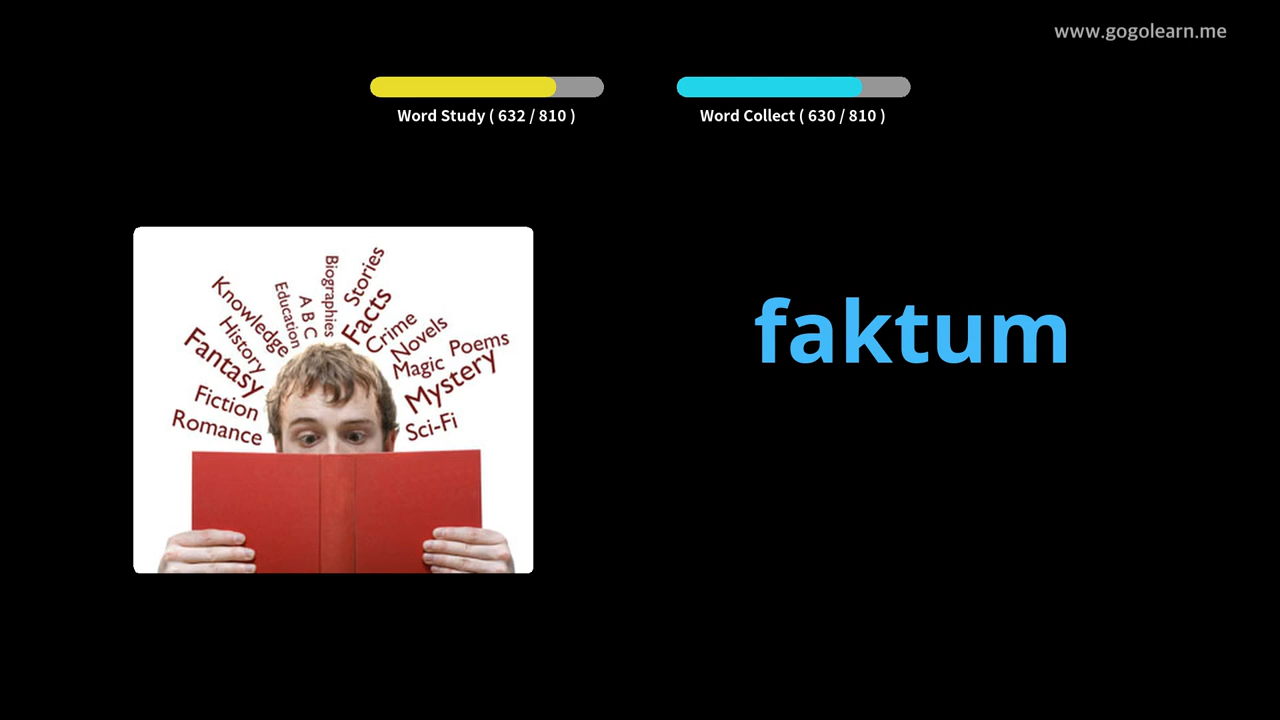 www.gogolearn.me
Word Study ( 632 / 810 )
Word Collect ( 630 / 810 )
faktum
Romance
Fiction
Fantasy
History
Knowledge
Education
A B C
Biographies
Stories
Facts
Crime
Novels
Magic
Poems
Mystery
Sci-Fi